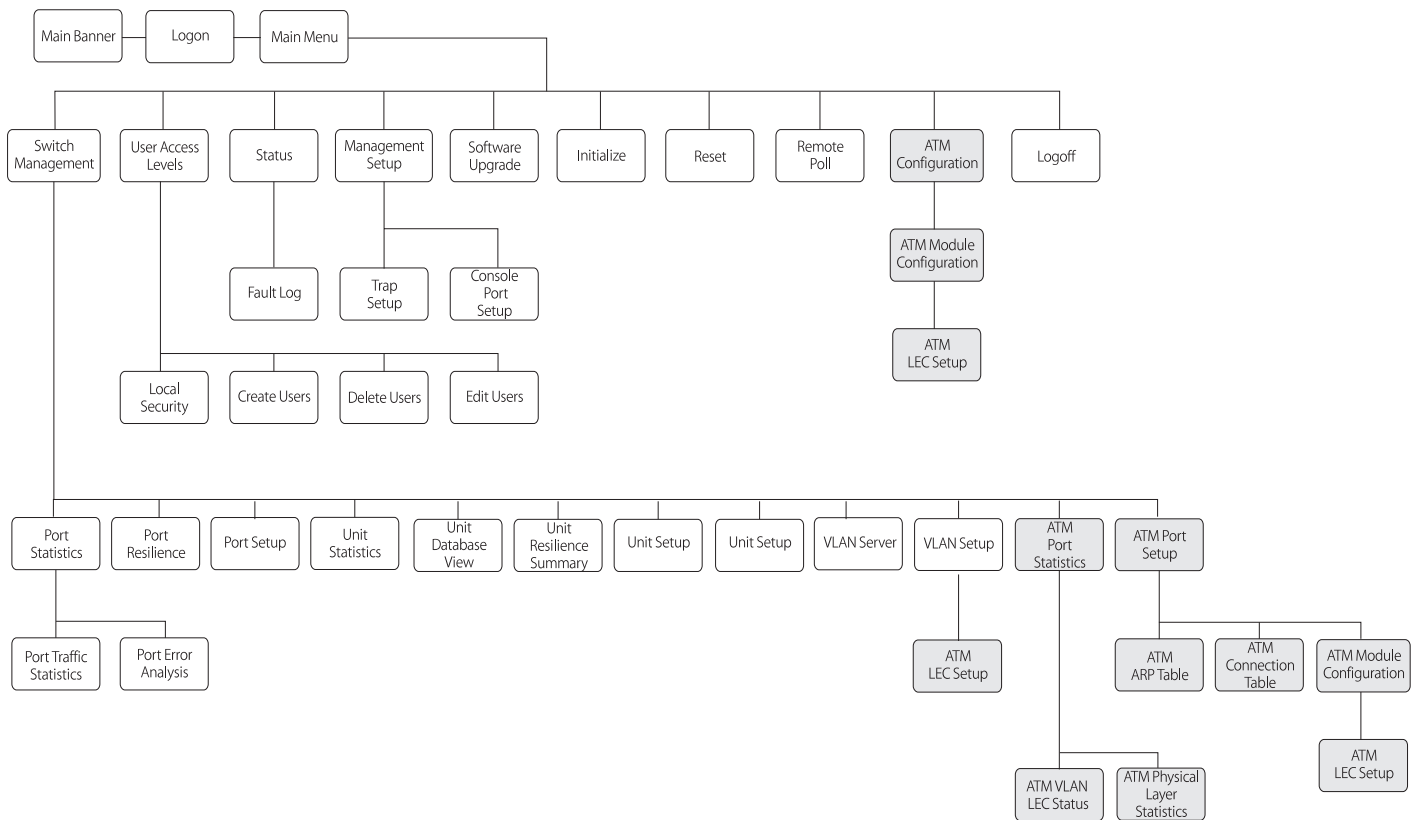 Main Banner
Logon
Main Menu
Switch
Management
User Access
Levels
Status
Management
Setup
Software
Upgrade
Initialize
Reset
Remote
Poll
ATM
Configuration
Logoff
ATM Module
Configuration
Fault Log
Trap
Setup
Console
Port
Setup
ATM
LEC Setup
Local
Security
Create Users
Delete Users
Edit Users
Port
Statistics
Port
Resilience
Port Setup
Unit
Statistics
Unit
Database
View
Unit
Resilience
Summary
Unit Setup
Unit Setup
VLAN Server
VLAN Setup
ATM
Port
Statistics
ATM Port
Setup
Port Traffic
Statistics
Port Error
Analysis
ATM
LEC Setup
ATM
ARP Table
ATM
Connection
Table
ATM Module
Configuration
ATM VLAN
LEC Status
ATM Physical
Layer
Statistics
ATM
LEC Setup